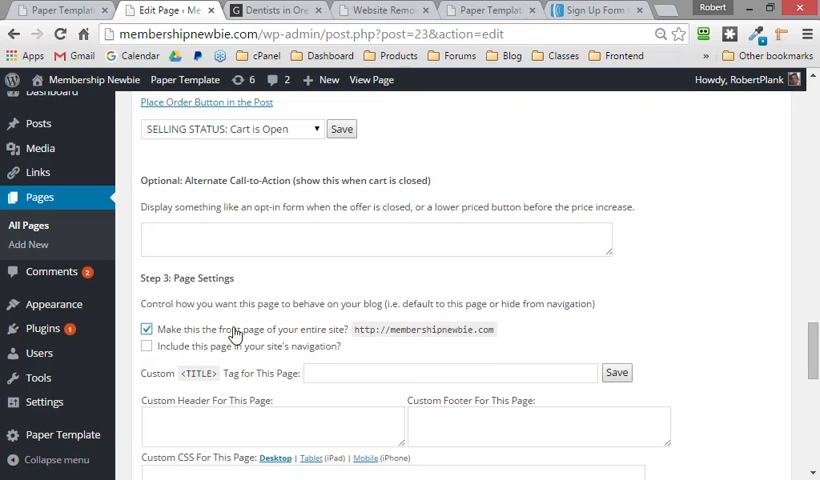 Paper Templat
Edit Page ‹ Me
Dentists in Ore
Website Remo
Paper Templat
Sign Up Form
Robert
membershipnewbie.com/wp-admin/post.php?post=23&action=edit
Apps
Gmail
Calendar
cPanel
Dashboard
Products
Forums
Blog
Classes
Frontend
»
Other bookmarks
Membership Newbie
Paper Template
6
2
+ New
View Page
Howdy, RobertPlank
Dashboard
Posts
Media
Links
Pages
All Pages
Add New
Comments 2
Appearance
Plugins 1
Users
Tools
Settings
Paper Template
Collapse menu
Place Order Button in the Post
SELLING STATUS: Cart is Open
Save
Optional: Alternate Call-to-Action (show this when cart is closed)
Display something like an opt-in form when the offer is closed, or a lower priced button before the price increase.
Step 3: Page Settings
Control how you want this page to behave on your blog (i.e. default to this page or hide from navigation)
Make this the front page of your entire site? http://membershipnewbie.com
Include this page in your site's navigation?
Custom <TITLE> Tag for This Page:
Save
Custom Header For This Page:
Custom Footer For This Page:
Custom CSS For This Page: Desktop | Tablet (iPad) | Mobile (iPhone)